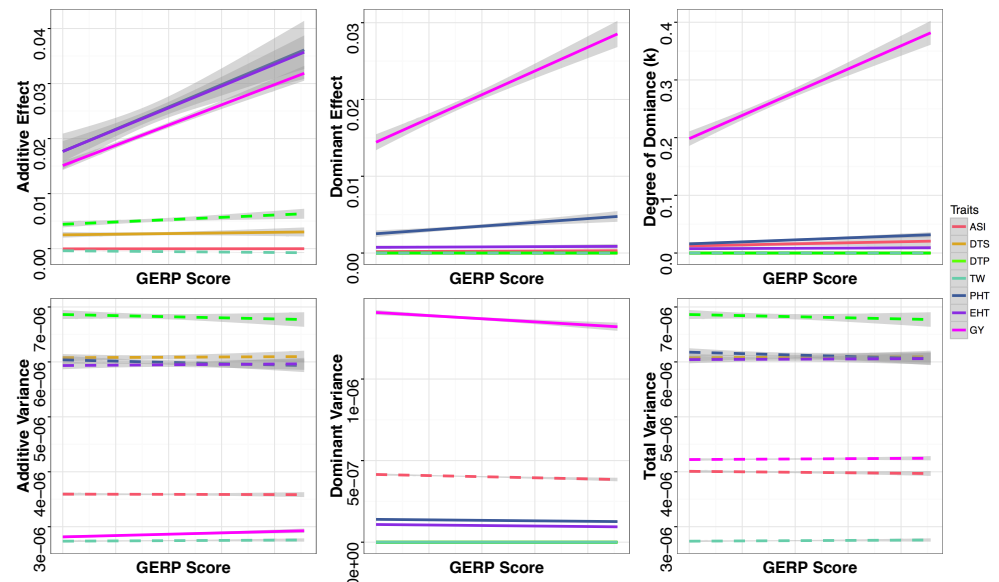 Additive Effect
0.00
0.01
0.02
0.03
0.04
GERP Score
Dominant Effect
0.00
0.01
0.02
0.03
GERP Score
Degree of Domiance (k)
0.0
0.1
0.2
0.3
0.4
GERP Score
Traits
ASI
DTS
DTP
TW
PHT
EHT
GY
Additive Variance
3e−06
4e−06
5e−06
6e−06
7e−06
GERP Score
Dominant Variance
0e+00
5e−07
1e−06
GERP Score
Total Variance
3e−06
4e−06
5e−06
6e−06
7e−06
GERP Score